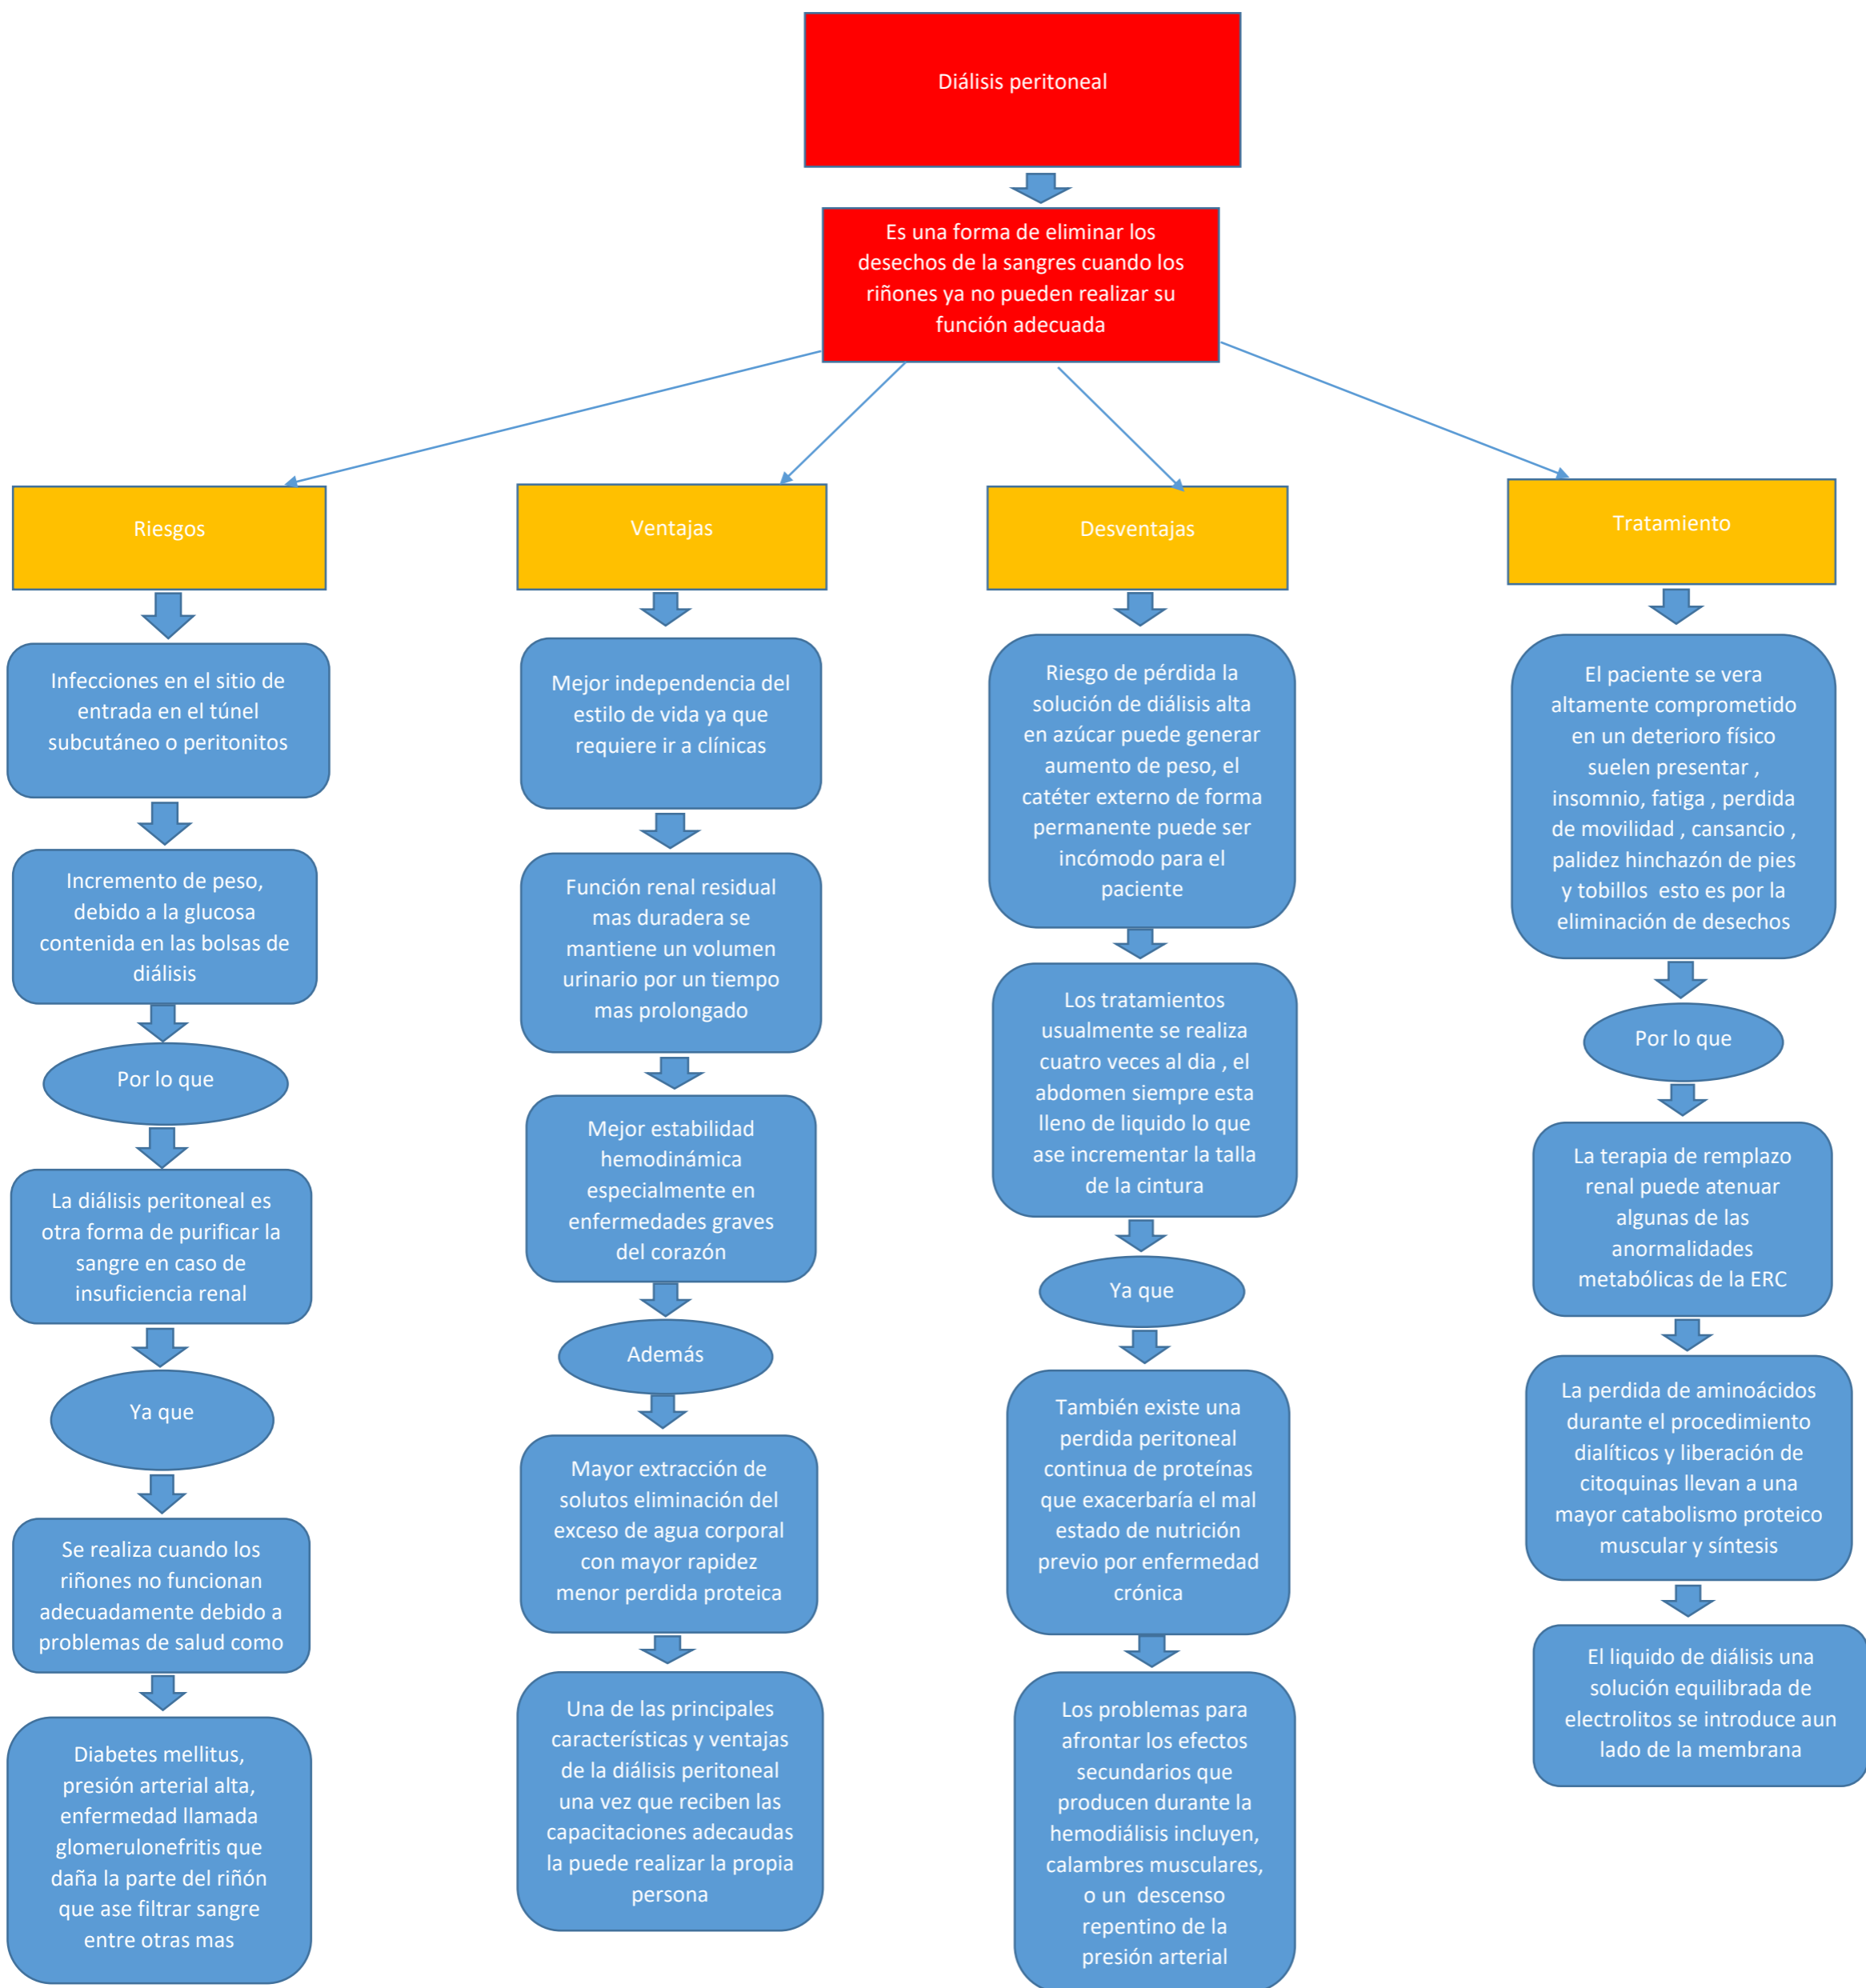 Diálisis peritoneal
Es una forma de eliminar los
desechos de la sangres cuando los
riñones ya no pueden realizar su
función adecuada
Riesgos
Infecciones en el sitio de
entrada en el túnel
subcutáneo o peritonitos
Incremento de peso,
debido a la glucosa
contenida en las bolsas de
diálisis
Por lo que
La diálisis peritoneal es
otra forma de purificar la
sangre en caso de
insuficiencia renal
Ya que
Se realiza cuando los
riñones no funcionan
adecuadamente debido a
problemas de salud como
Diabetes mellitus,
presión arterial alta,
enfermedad llamada
glomerulonefritis que
daña la parte del riñón
que ase filtrar sangre
entre otras mas
Ventajas
Mejor independencia del
estilo de vida ya que
requiere ir a clínicas
Función renal residual
mas duradera se
mantiene un volumen
urinario por un tiempo
mas prolongado
Mejor estabilidad
hemodinámica
especialmente en
enfermedades graves
del corazón
Además
Mayor extracción de
solutos eliminación del
exceso de agua corporal
con mayor rapidez
menor perdida proteica
Una de las principales
características y ventajas
de la diálisis peritoneal
una vez que reciben las
capacitaciones adecaudas
la puede realizar la propia
persona
Desventajas
Riesgo de pérdida la
solución de diálisis alta
en azúcar puede generar
aumento de peso, el
catéter externo de forma
permanente puede ser
incómodo para el
paciente
Los tratamientos
usualmente se realiza
cuatro veces al dia , el
abdomen siempre esta
lleno de liquido lo que
ase incrementar la talla
de la cintura
Ya que
También existe una
perdida peritoneal
continua de proteínas
que exacerbaría el mal
estado de nutrición
previo por enfermedad
crónica
Los problemas para
afrontar los efectos
secundarios que
producen durante la
hemodiálisis incluyen,
calambres musculares,
o un descenso
repentino de la
presión arterial
Tratamiento
El paciente se vera
altamente comprometido
en un deterioro físico
suelen presentar ,
insomnio, fatiga , perdida
de movilidad , cansancio ,
palidez hinchazón de pies
y tobillos esto es por la
eliminación de desechos
Por lo que
La terapia de remplazo
renal puede atenuar
algunas de las
anormalidades
metabólicas de la ERC
La perdida de aminoácidos
durante el procedimiento
dialíticos y liberación de
citoquinas llevan a una
mayor catabolismo proteico
muscular y síntesis
El liquido de diálisis una
solución equilibrada de
electrolitos se introduce aun
lado de la membrana